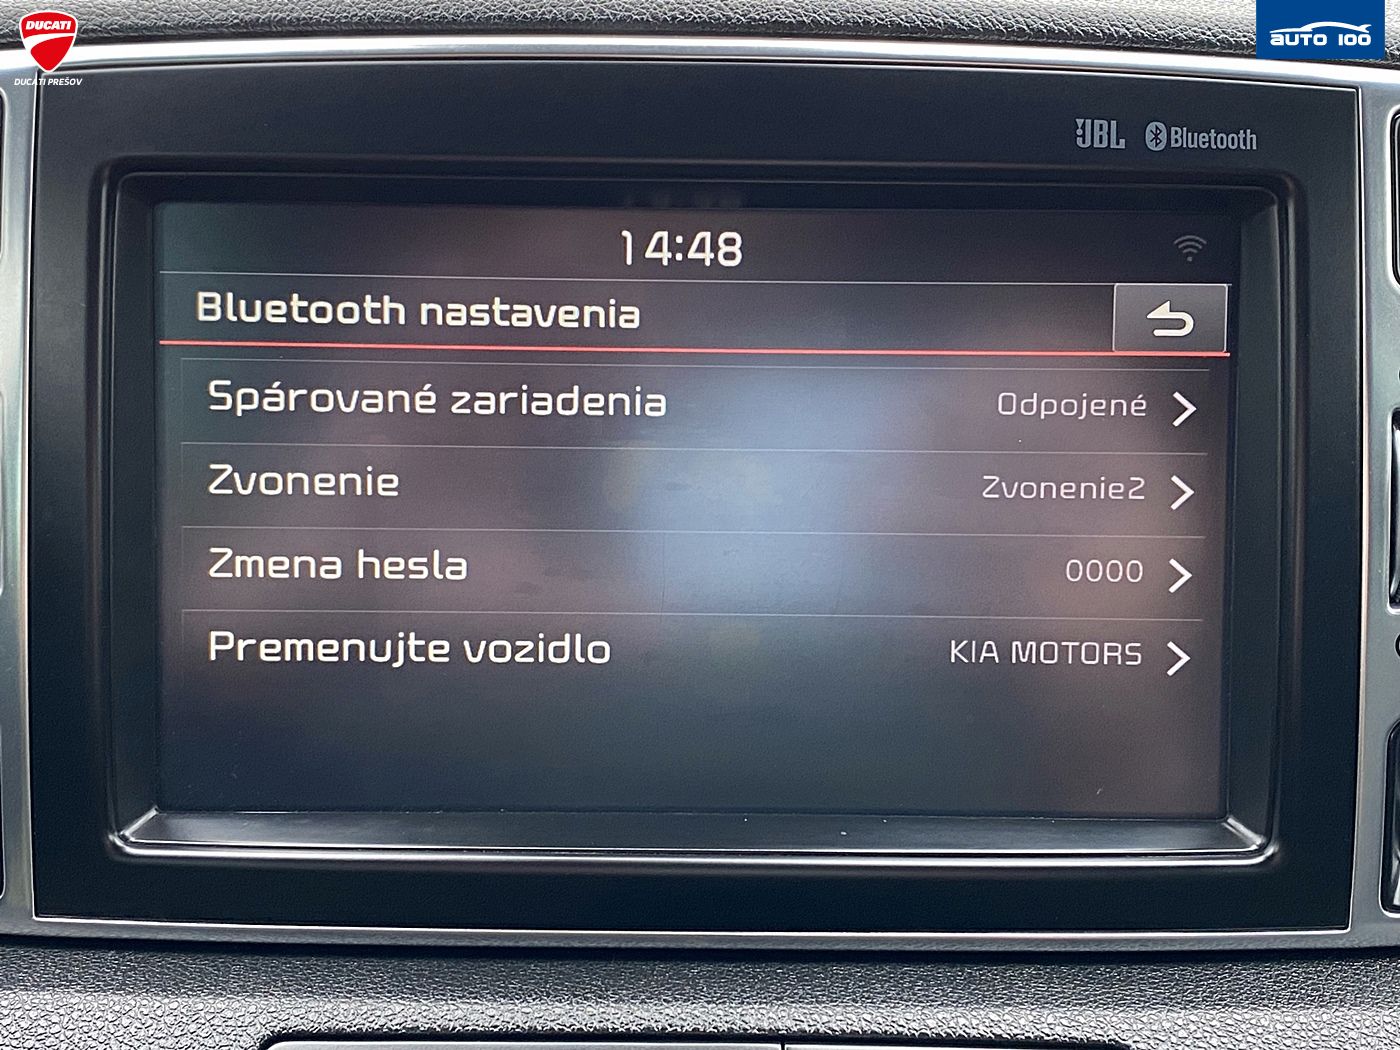 DUCATI
DUCATI PREŠOV
AUTO 100
JBL Bluetooth
14:48
Bluetooth nastavenia
Spárované zariadenia Odpojené
Zvonenie Zvonenie2
Zmena hesla 0000
Premenujte vozidlo KIA MOTORS